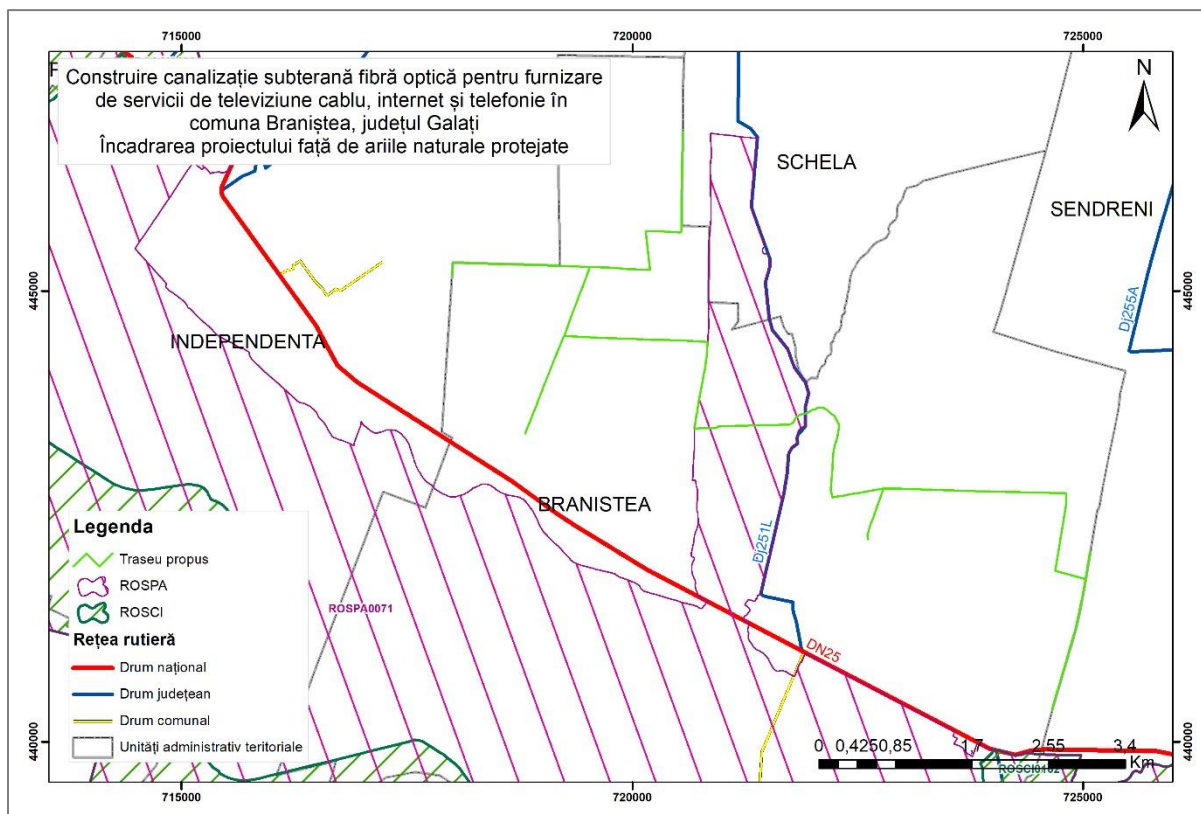 715000
720000
725000
Construire canalizație subterană fibră optică pentru furnizare
de servicii de televiziune cablu, internet și telefonie în
comuna Braniștea, județul Galați
Încadrarea proiectului față de ariile naturale protejate
N
SCHELA
SENDRENI
445000
445000
Dj255A
INDEPENDENTA
BRANISTEA
Dj251L
Legenda
Traseu propus
ROSPA
ROSCI
Rețea rutieră
Drum național
Drum județean
Drum comunal
Unități administrativ teritoriale
ROSPA0071
DN25
440000
440000
0 0,425 0,85 1,7 2,55 3,4
Km
ROSCI0162
715000
720000
725000